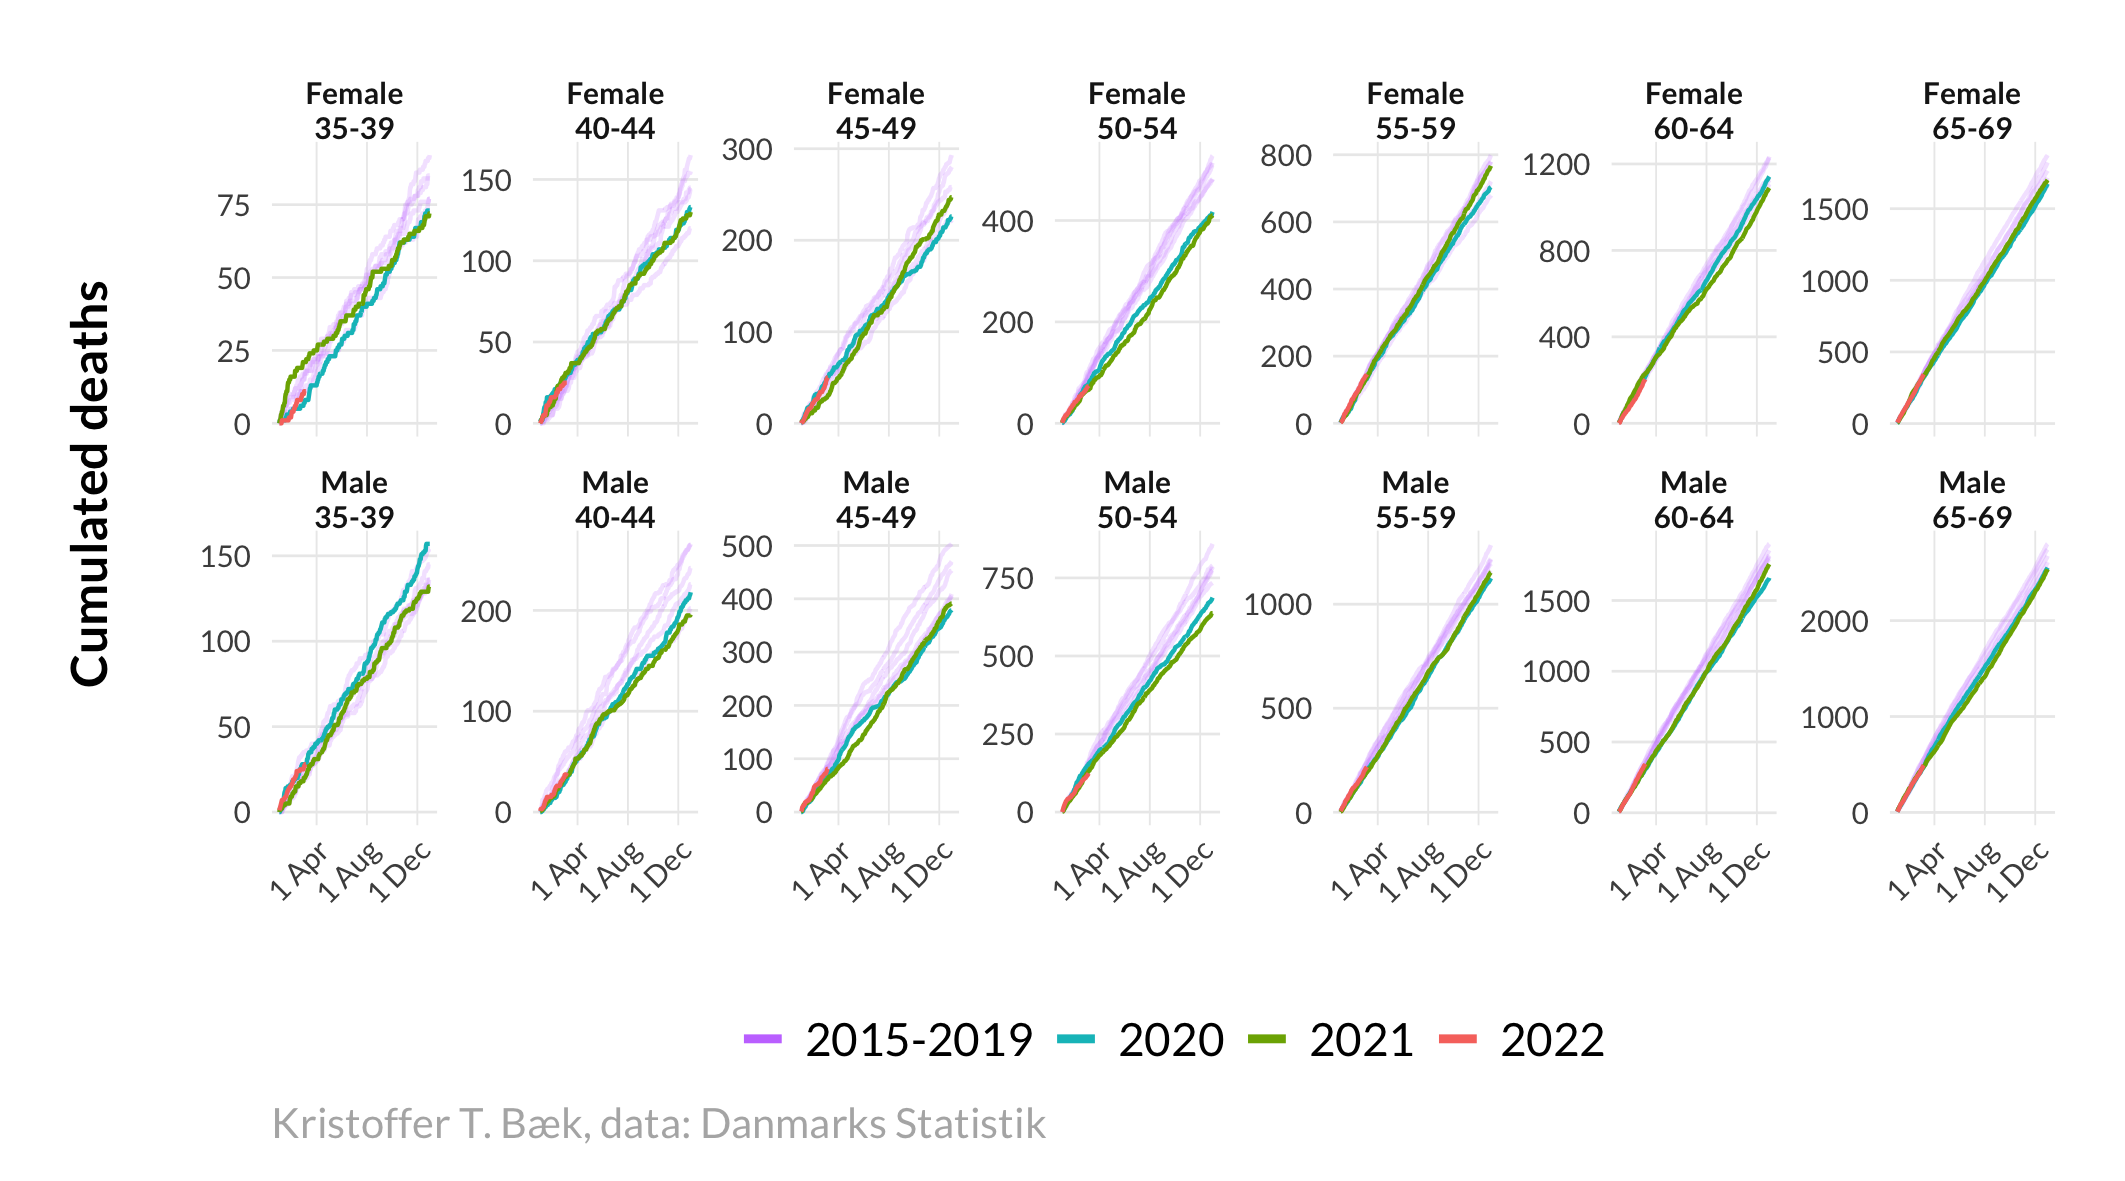 Cumulated deaths
Female
35-39
Female
40-44
Female
45-49
Female
50-54
Female
55-59
Female
60-64
Female
65-69
75
50
25
0
150
100
50
0
300
200
100
0
400
200
0
800
600
400
200
0
1200
800
400
0
1500
1000
500
0
Male
35-39
Male
40-44
Male
45-49
Male
50-54
Male
55-59
Male
60-64
Male
65-69
150
100
50
0
200
100
0
500
400
300
200
100
0
750
500
250
0
1000
500
0
1500
1000
500
0
2000
1000
0
1 Apr
1 Aug
1 Dec
1 Apr
1 Aug
1 Dec
1 Apr
1 Aug
1 Dec
1 Apr
1 Aug
1 Dec
1 Apr
1 Aug
1 Dec
1 Apr
1 Aug
1 Dec
1 Apr
1 Aug
1 Dec
2015-2019 2020 2021 2022
Kristoffer T. Bæk, data: Danmarks Statistik